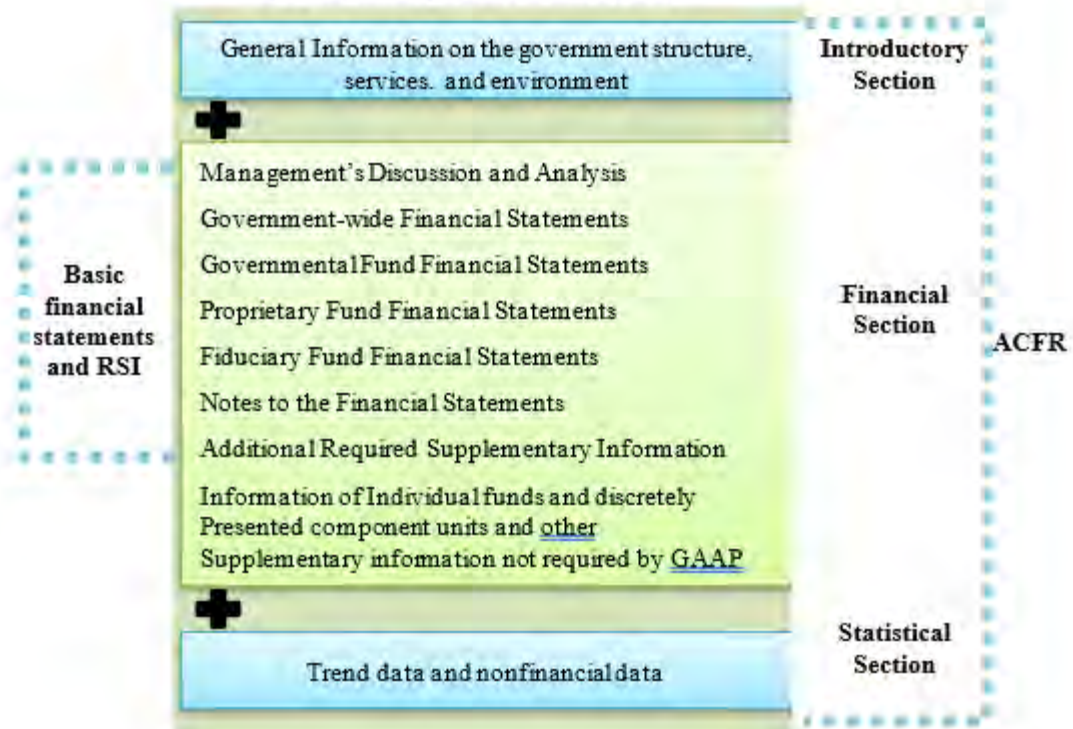 General Information on the government structure,
services. and environment
Introductory
Section
Management's Discussion and Analysis
Government-wide Financial Statements
Governmental Fund Financial Statements
Proprietary Fund Financial Statements
Fiduciary Fund Financial Statements
Notes to the Financial Statements
Additional Required Supplementary Information
Information of Individual funds and discretely
Presented component units and other
Supplementary information not required by GAAP
Basic
financial
statements
and RSI
Financial
Section
ACFR
Trend data and nonfinancial data
Statistical
Section